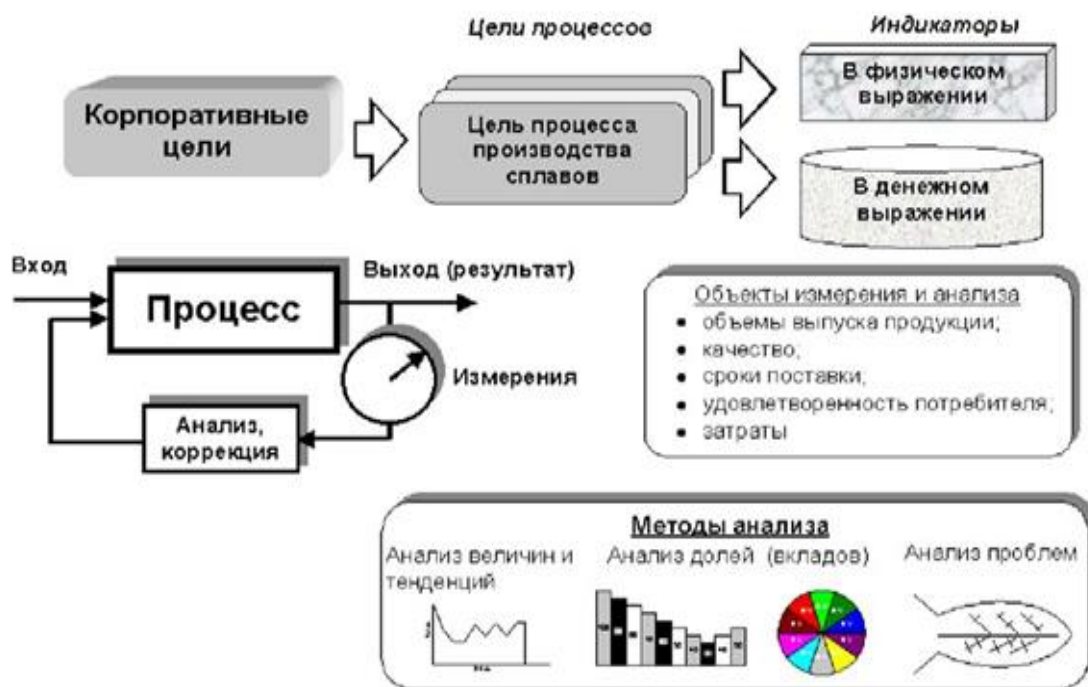 Цели процессов
Индикаторы
Корпоративные
цели
Цель процесса
производства
сплавов
В физическом
выражении
В денежном
выражении
Вход
Процесс
Выход (результат)
Измерения
Анализ,
коррекция
Объекты измерения и анализа
• объемы выпуска продукции;
• качество;
• сроки поставки;
• удовлетворенность потребителя;
• затраты
Методы анализа
Анализ величин и
тенденций
Анализ долей (вкладов)
Анализ проблем